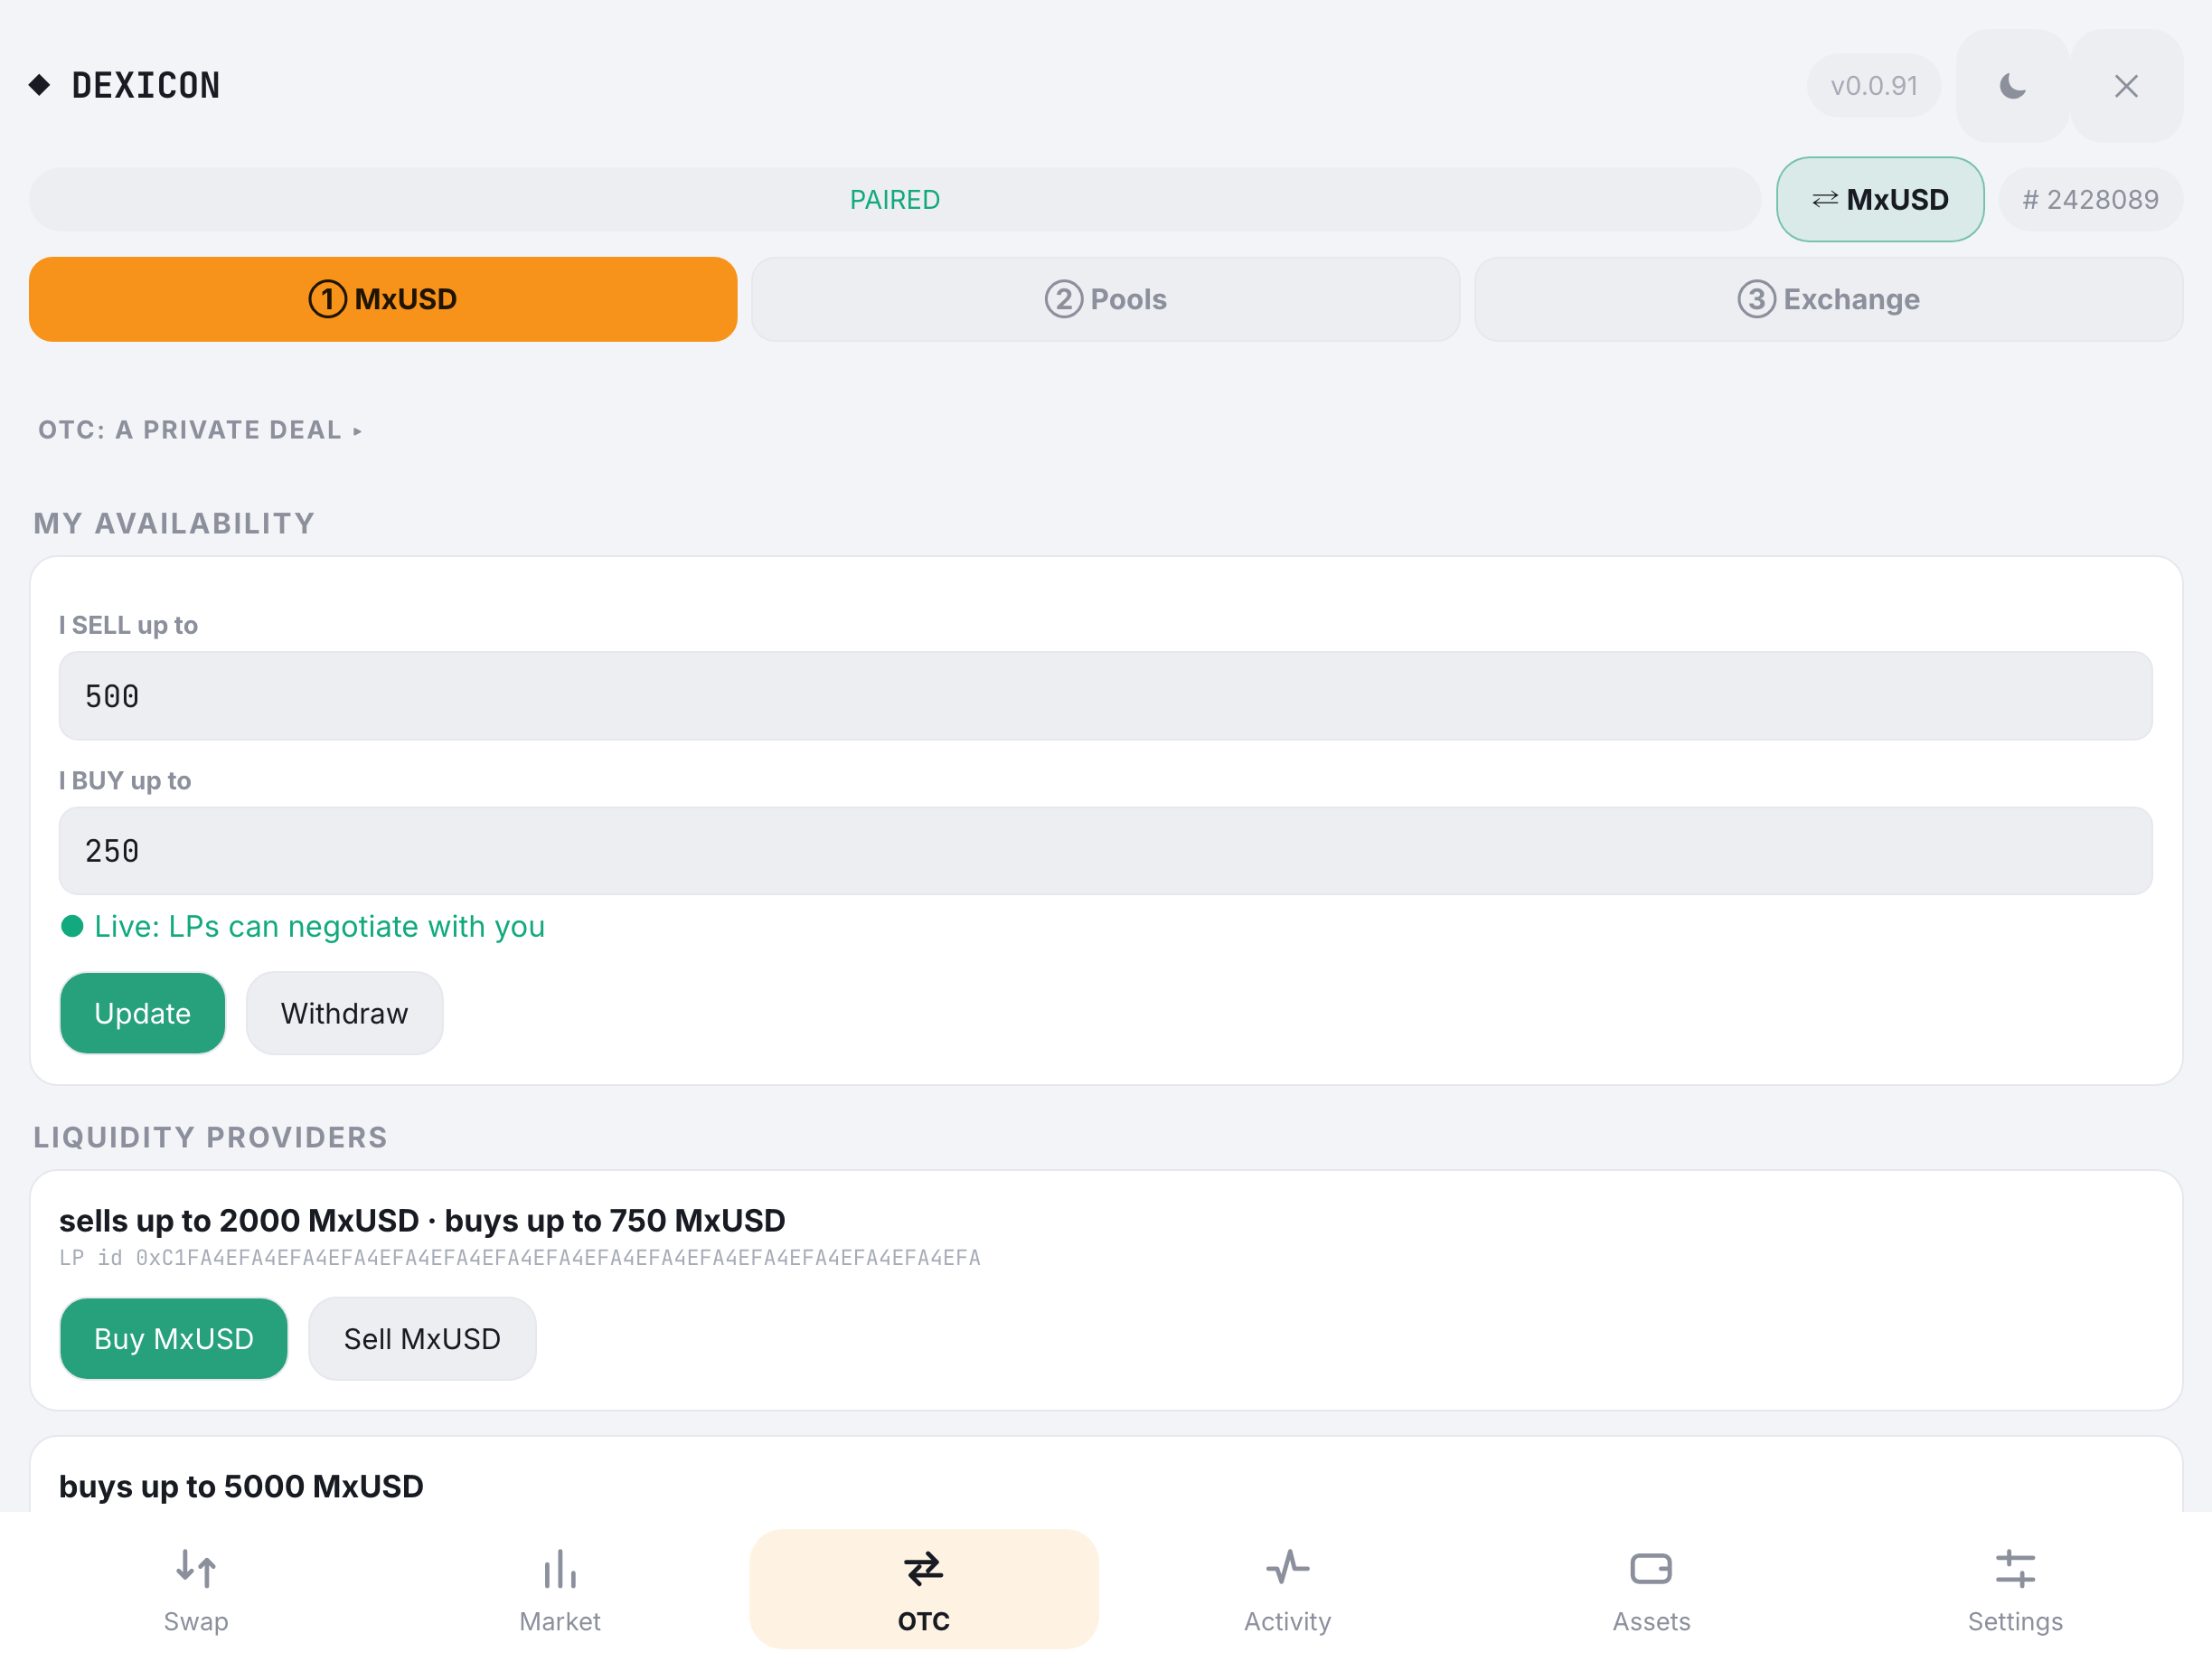 ◆ DEXICON
v0.0.91
PAIRED
⇄ MxUSD
# 2428089
① MxUSD
② Pools
③ Exchange
OTC: A PRIVATE DEAL ▸
MY AVAILABILITY
I SELL up to
500
I BUY up to
250
● Live: LPs can negotiate with you
Update
Withdraw
LIQUIDITY PROVIDERS
sells up to 2000 MxUSD · buys up to 750 MxUSD
LP id 0xC1FA4EFA4EFA4EFA4EFA4EFA4EFA4EFA4EFA4EFA4EFA4EFA4EFA4EFA4EFA4EFA4EFA
Buy MxUSD
Sell MxUSD
buys up to 5000 MxUSD
Swap
Market
OTC
Activity
Assets
Settings